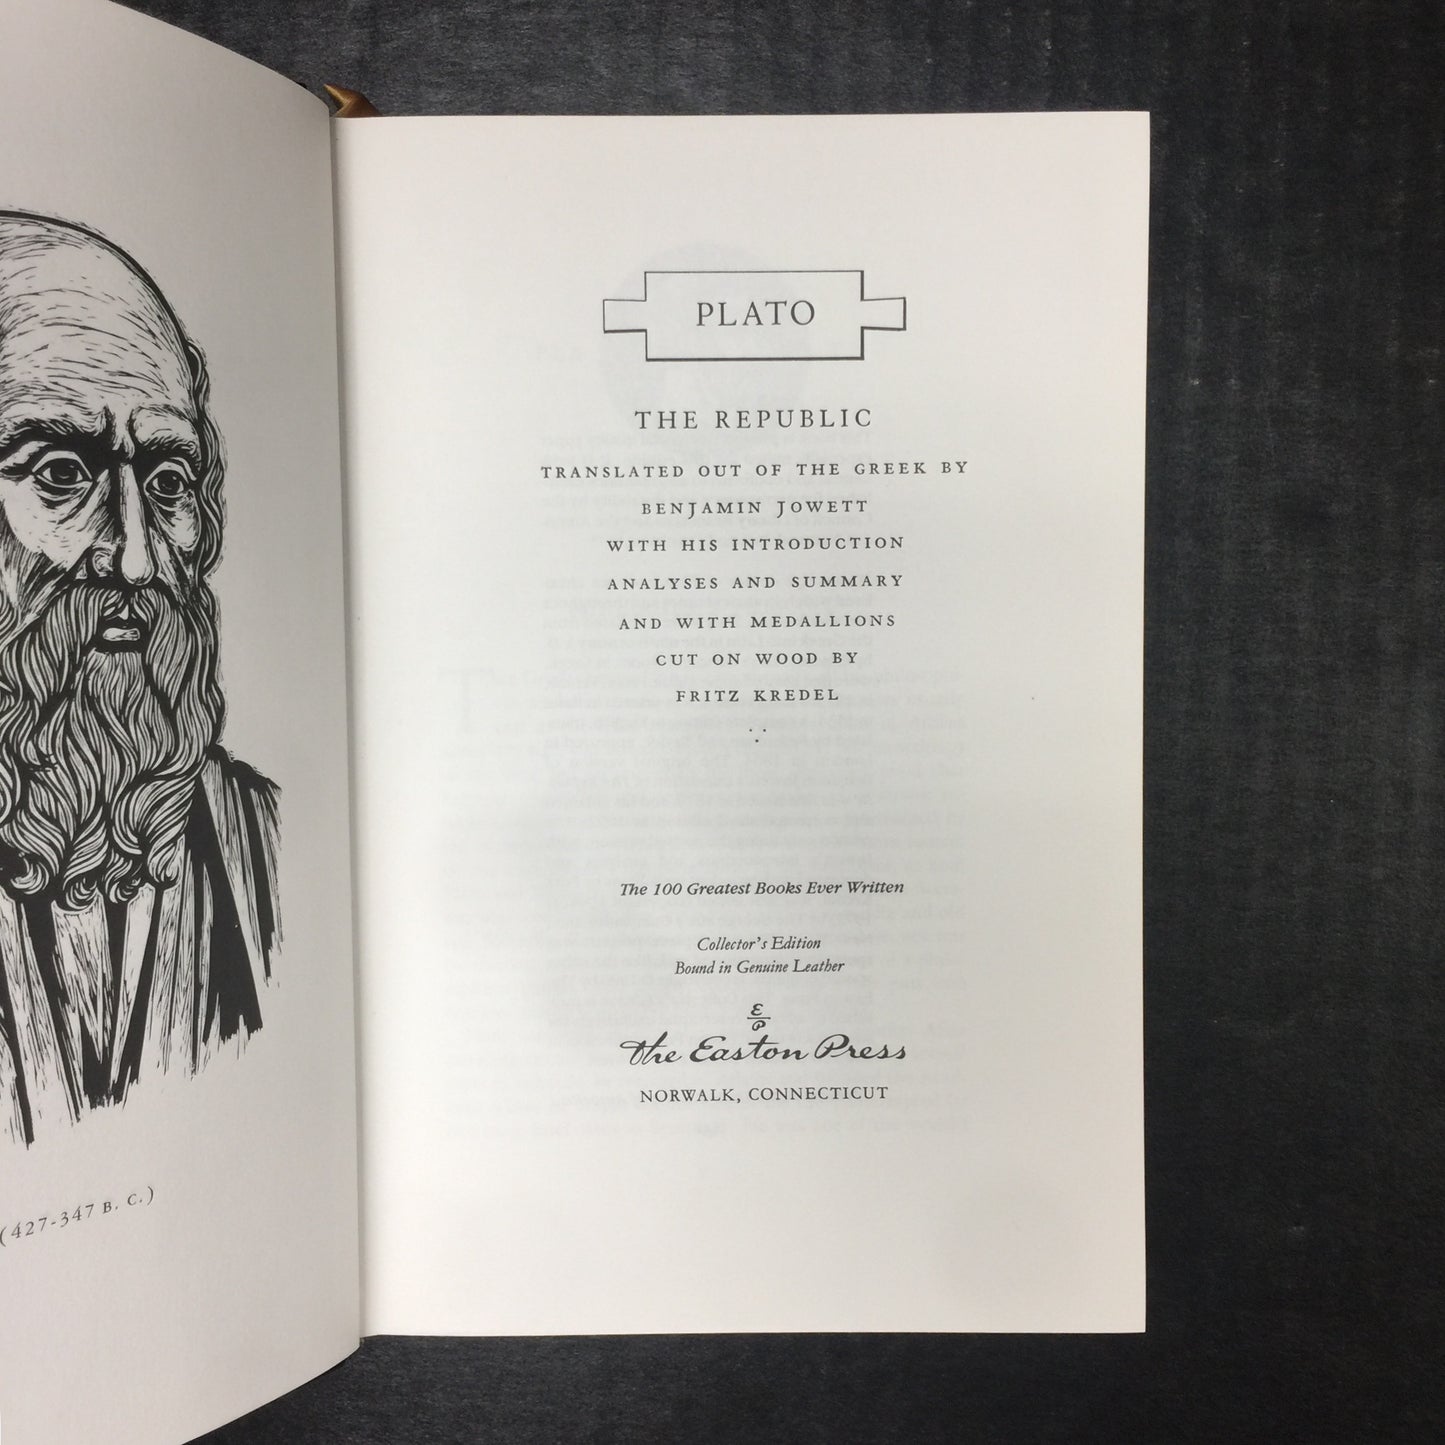 (427-347 B. C.)
PLATO
THE REPUBLIC
TRANSLATED OUT OF THE GREEK BY
BENJAMIN JOWETT
WITH HIS INTRODUCTION
ANALYSES AND SUMMARY
AND WITH MEDALLIONS
CUT ON WOOD BY
FRITZ KREDEL
The 100 Greatest Books Ever Written
Collector's Edition
Bound in Genuine Leather
E
P
The Easton Press
NORWALK, CONNECTICUT